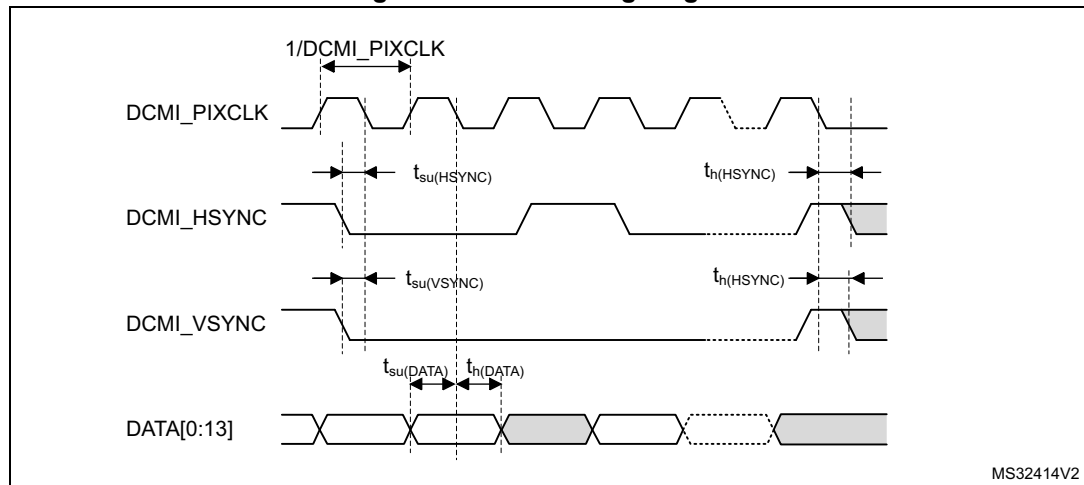 1/DCMI_PIXCLK
DCMI_PIXCLK
tsu(HSYNC)
th(HSYNC)
DCMI_HSYNC
tsu(VSYNC)
th(HSYNC)
DCMI_VSYNC
tsu(DATA)
th(DATA)
DATA[0:13]
MS32414V2